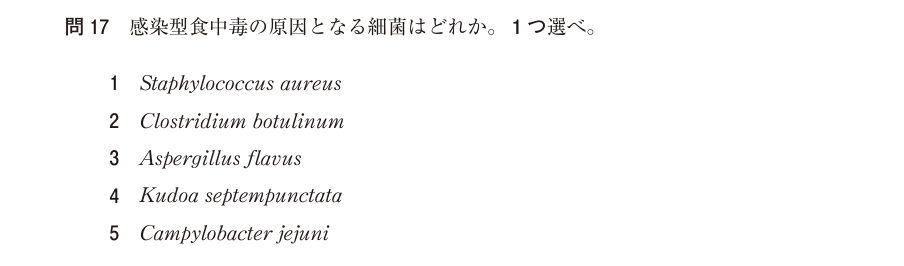 問 17　感染型食中毒の原因となる細菌はどれか。1つ選べ。
1　Staphylococcus aureus
2　Clostridium botulinum
3　Aspergillus flavus
4　Kudoa septempunctata
5　Campylobacter jejuni